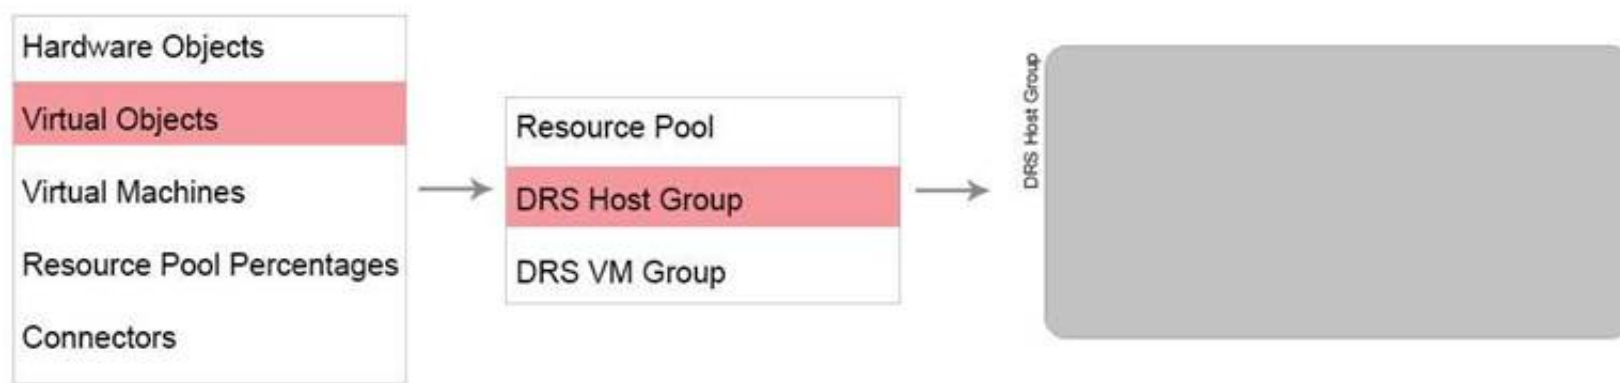 Hardware Objects
Virtual Objects
Virtual Machines
Resource Pool Percentages
Connectors
Resource Pool
DRS Host Group
DRS VM Group
DRS Host Group